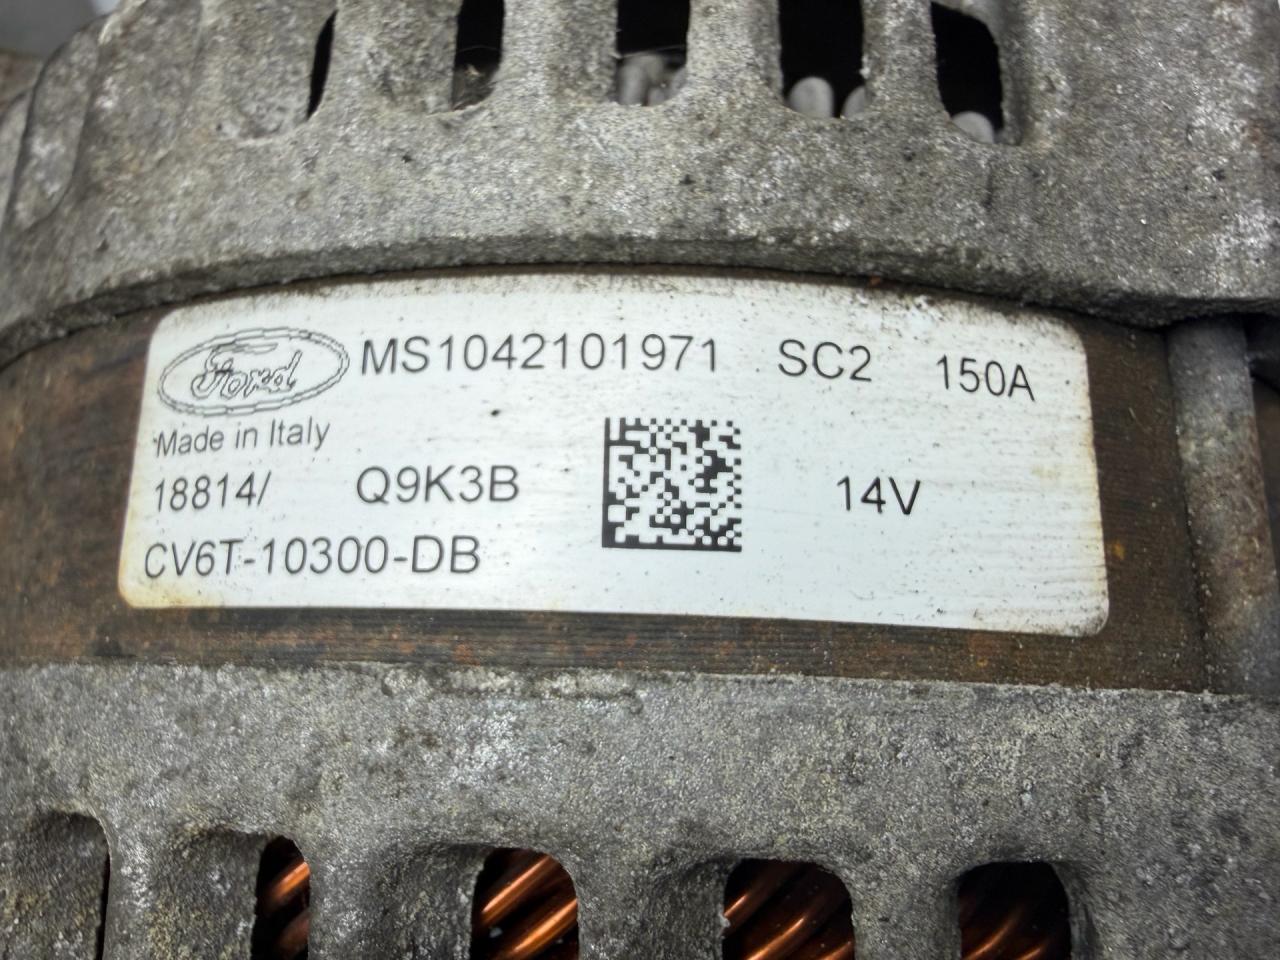 Ford MS1042101971 SC2 150A
Made in Italy
18814/ Q9K3B 14V
CV6T-10300-DB